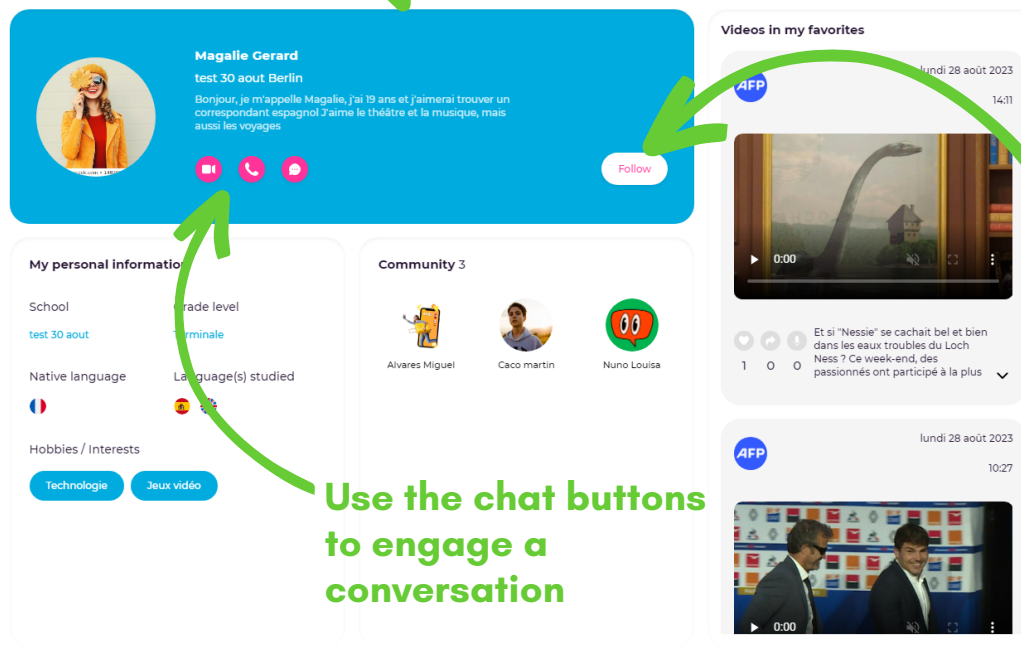 Magalie Gerard
test 30 aout Berlin
Bonjour, je m'appelle Magalie, j'ai 19 ans et j'aimerai trouver un
correspondant espagnol J'aime le théâtre et la musique, mais
aussi les voyages
Follow
My personal information
School
Grade level
test 30 aout
Terminale
Native language
Language(s) studied
Hobbies / Interests
Technologie
Jeux vidéo
Community 3
Alvares Miguel
Caco martin
Nuno Louisa
Use the chat buttons
to engage a
conversation
Videos in my favorites
AFP
lundi 28 août 2023
14:11
0:00
Et si "Nessie" se cachait bel et bien
dans les eaux troubles du Loch
Ness ? Ce week-end, des
passionnés ont participé à la plus
1 0 0
AFP
lundi 28 août 2023
10:27
0:00